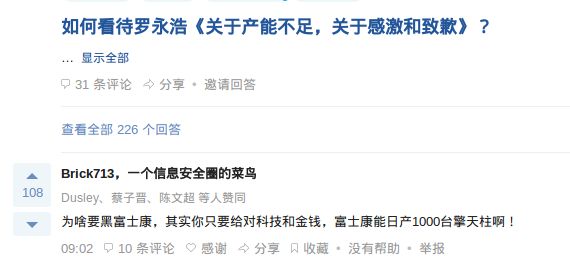 如何看待罗永浩《关于产能不足，关于感激和致歉》？
... 显示全部
31 条评论 分享 • 邀请回答
查看全部 226 个回答
Brick713，一个信息安全圈的菜鸟
108
Dusley、蔡子晋、陈文超 等人赞同
为啥要黑富士康，其实你只要给对科技和金钱，富士康能日产1000台擎天柱啊！
09:02 10 条评论 感谢 分享 收藏 • 没有帮助 • 举报